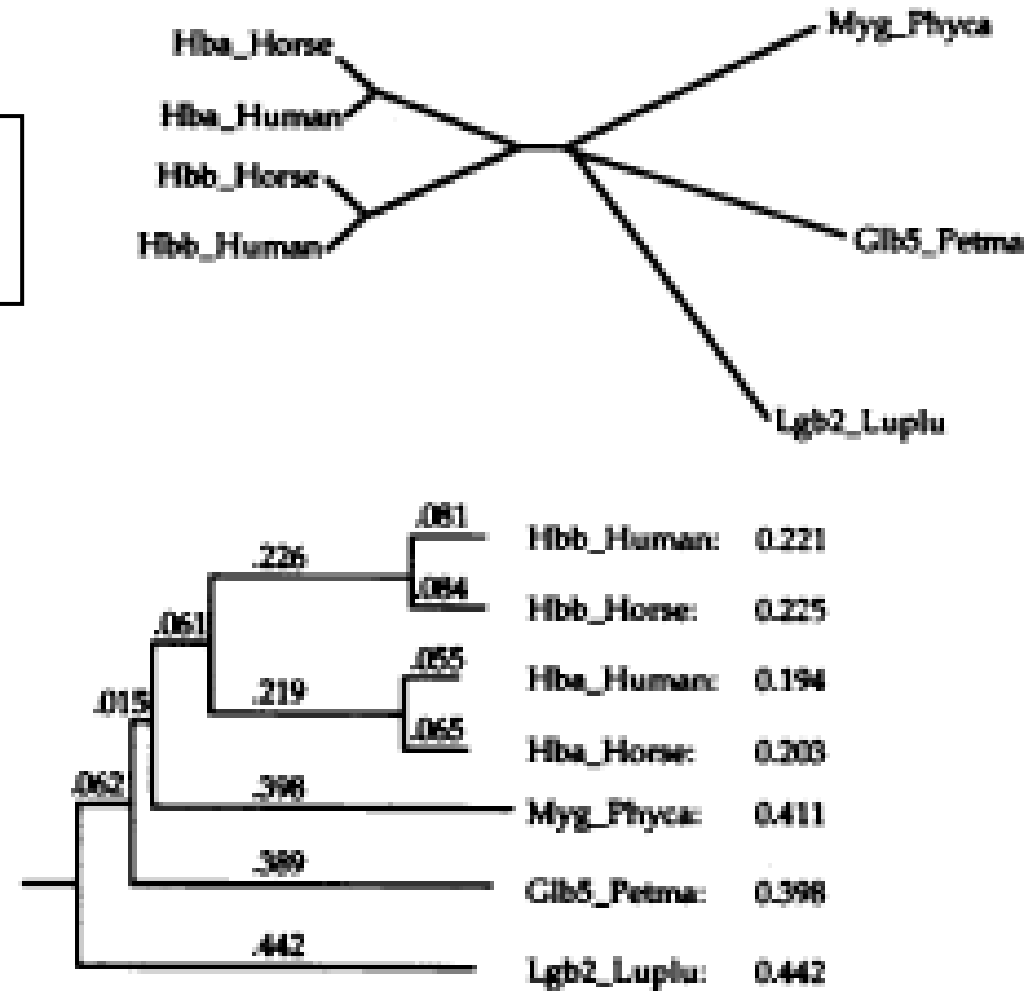 Hba_Horse
Myg_Phyca
Hba_Human
Hbb_Horse
Hbb_Human
Glb5_Petma
Lgb2_Luplu
.081
Hbb_Human: 0.221
.226
.084
Hbb_Horse: 0.225
.061
.055
Hba_Human: 0.194
.219
.015
.065
Hba_Horse: 0.203
.062
.398
Myg_Phyca: 0.411
.389
Glb5_Petma: 0.398
.442
Lgb2_Luplu: 0.442